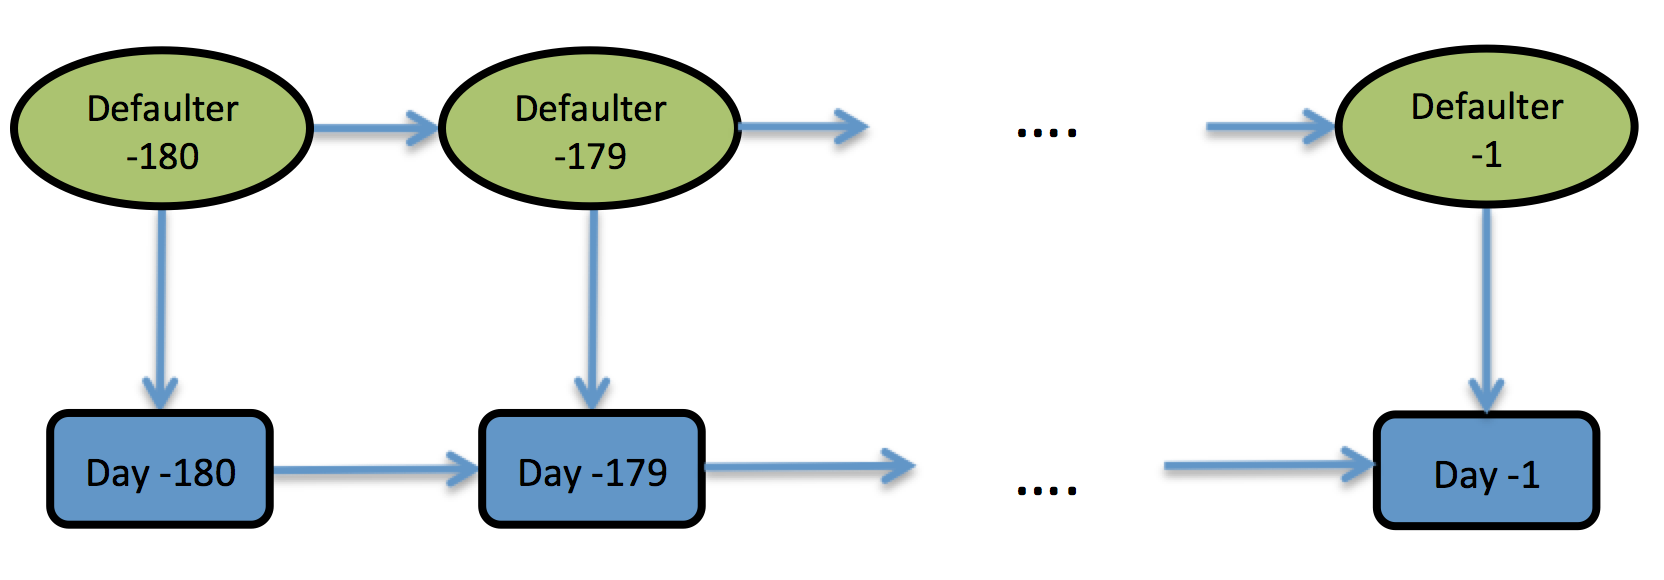 Defaulter
-180
Defaulter
-179
....
Defaulter
-1
Day -180
Day -179
....
Day -1